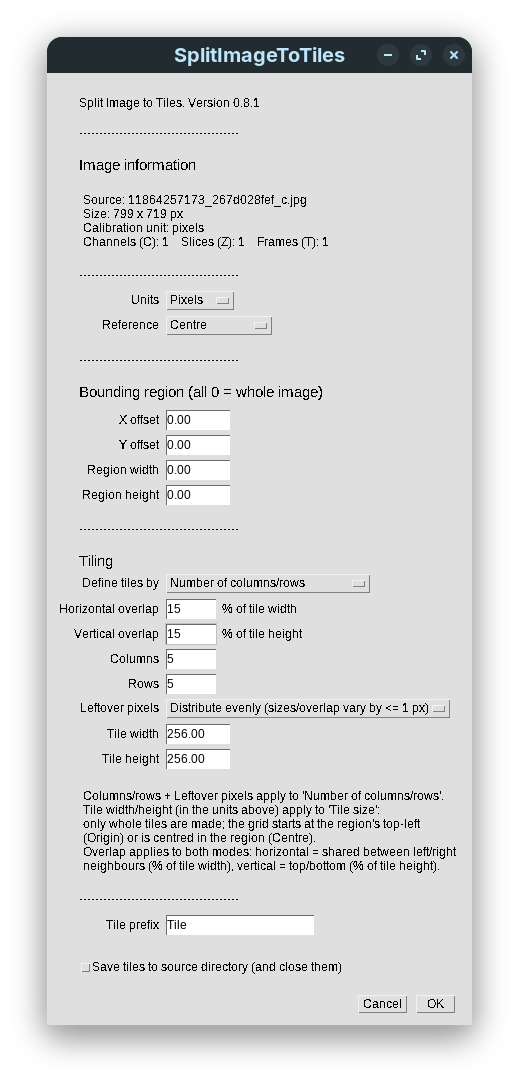 SplitImageToTiles
Split Image to Tiles. Version 0.8.1
----------------------------------------
Image information
Source: 11864257173_267d028fef_c.jpg
Size: 799 x 719 px
Calibration unit: pixels
Channels (C): 1    Slices (Z): 1    Frames (T): 1
----------------------------------------
Units Pixels
Reference Centre
----------------------------------------
Bounding region (all 0 = whole image)
X offset 0.00
Y offset 0.00
Region width 0.00
Region height 0.00
----------------------------------------
Tiling
Define tiles by Number of columns/rows
Horizontal overlap 15 % of tile width
Vertical overlap 15 % of tile height
Columns 5
Rows 5
Leftover pixels Distribute evenly (sizes/overlap vary by <= 1 px)
Tile width 256.00
Tile height 256.00
Columns/rows + Leftover pixels apply to 'Number of columns/rows'.
Tile width/height (in the units above) apply to 'Tile size':
only whole tiles are made; the grid starts at the region's top-left
(Origin) or is centred in the region (Centre).
Overlap applies to both modes: horizontal = shared between left/right
neighbours (% of tile width), vertical = top/bottom (% of tile height).
----------------------------------------
Tile prefix Tile
Save tiles to source directory (and close them)
Cancel OK